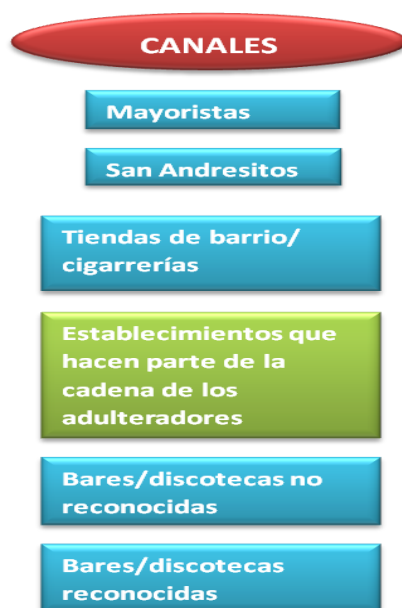 CANALES
Mayoristas
San Andresitos
Tiendas de barrio/
cigarrerías
Establecimientos que
hacen parte de la
cadena de los
adulteradores
Bares/discotecas no
reconocidas
Bares/discotecas
reconocidas